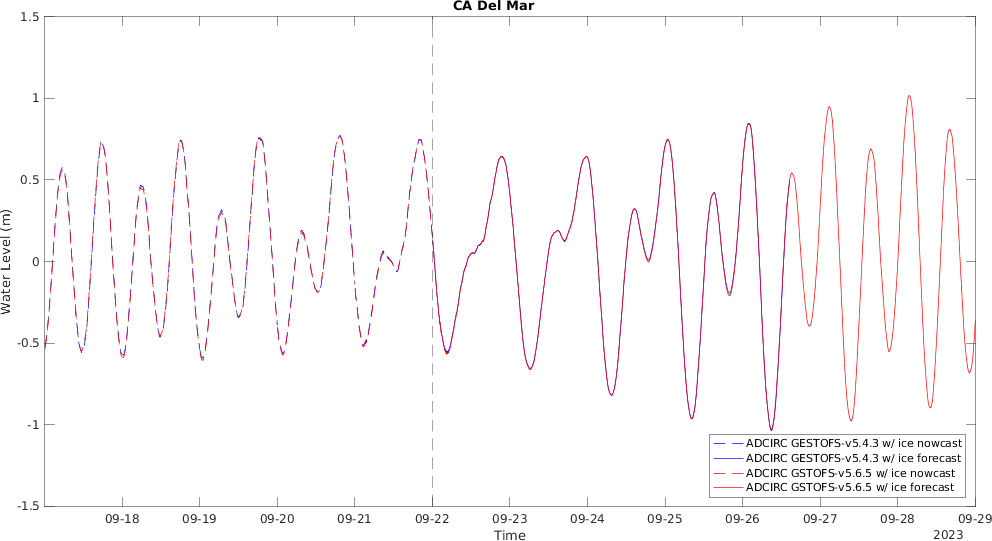 CA Del Mar
1.5
1
0.5
0
-0.5
-1
-1.5
Water Level (m)
ADCIRC GESTOFS-v5.4.3 w/ ice nowcast
ADCIRC GESTOFS-v5.4.3 w/ ice forecast
ADCIRC GSTOFS-v5.6.5 w/ ice nowcast
ADCIRC GSTOFS-v5.6.5 w/ ice forecast
09-18 09-19 09-20 09-21 09-22 09-23 09-24 09-25 09-26 09-27 09-28 09-29
Time
2023